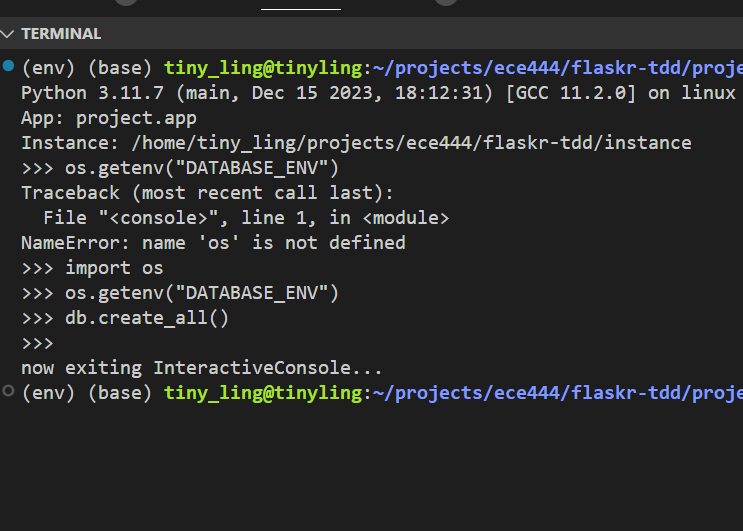 TERMINAL
(env) (base) tiny_ling@tinyling:~/projects/ece444/flaskr-tdd/proje
Python 3.11.7 (main, Dec 15 2023, 18:12:31) [GCC 11.2.0] on linux
App: project.app
Instance: /home/tiny_ling/projects/ece444/flaskr-tdd/instance
>>> os.getenv("DATABASE_ENV")
Traceback (most recent call last):
  File "<console>", line 1, in <module>
NameError: name 'os' is not defined
>>> import os
>>> os.getenv("DATABASE_ENV")
>>> db.create_all()
>>>
now exiting InteractiveConsole...
(env) (base) tiny_ling@tinyling:~/projects/ece444/flaskr-tdd/proje